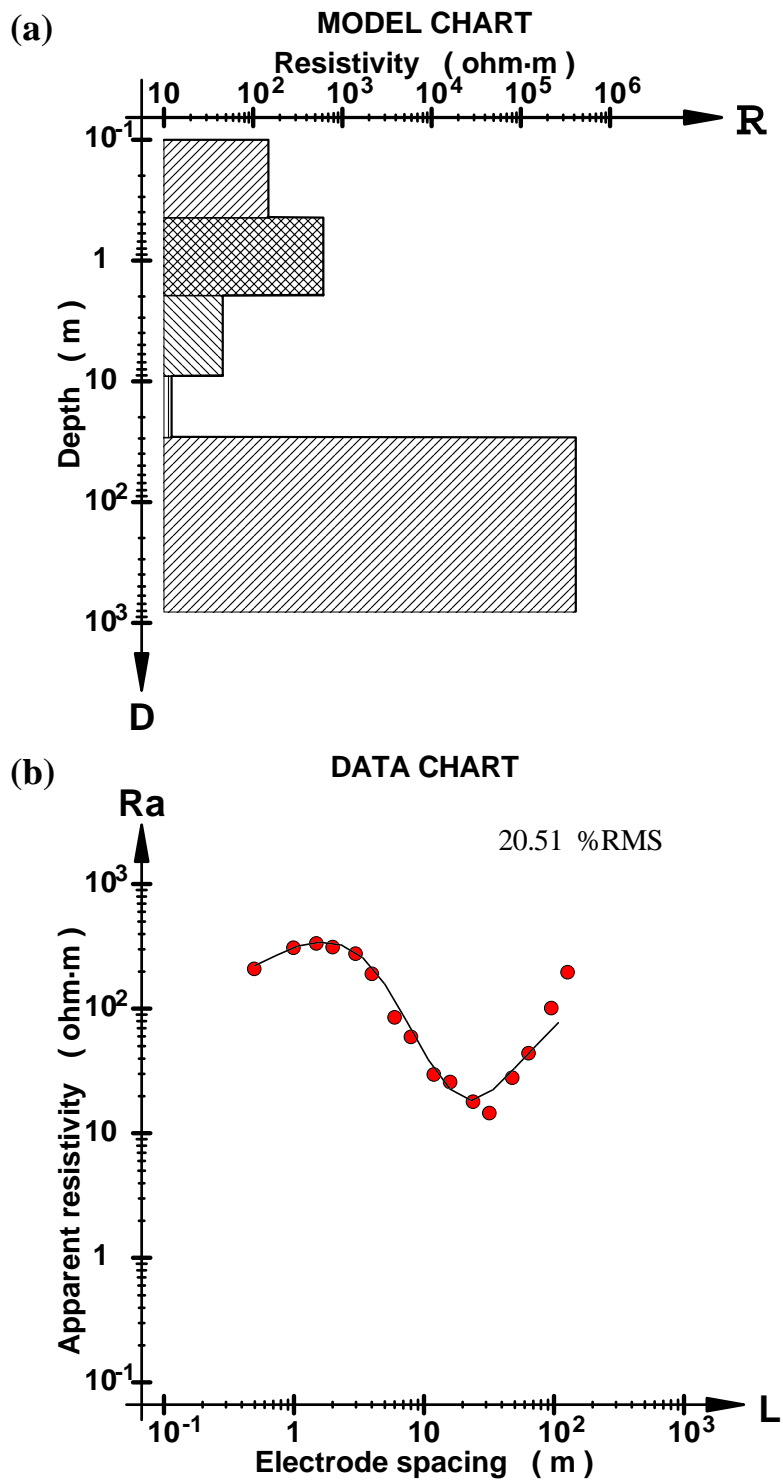 (a)
MODEL CHART
Resistivity ( ohm·m )
10 10² 10³ 10⁴ 10⁵ 10⁶
R
10⁻¹
1
10
10²
10³
Depth ( m )
D
(b)
DATA CHART
Ra
20.51 %RMS
10³
10²
10
1
10⁻¹
Apparent resistivity ( ohm·m )
10⁻¹ 1 10 10² 10³
L
Electrode spacing ( m )